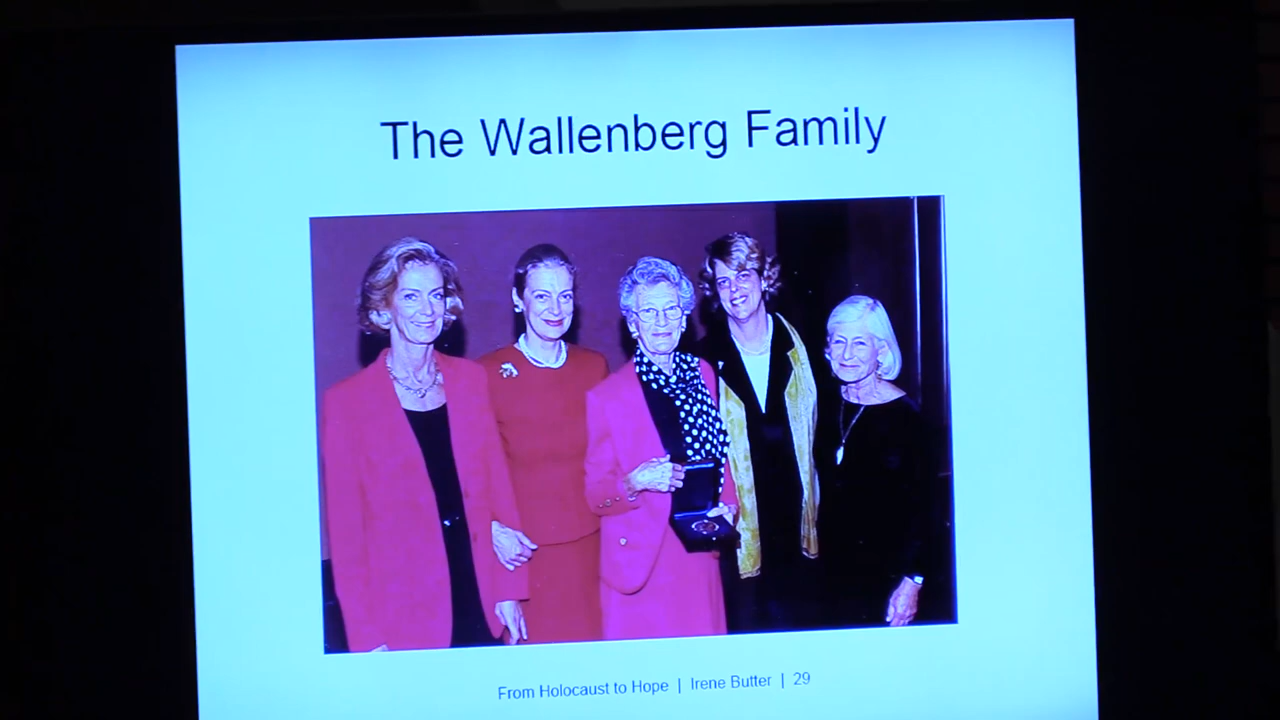 The Wallenberg Family
From Holocaust to Hope | Irene Butter | 29